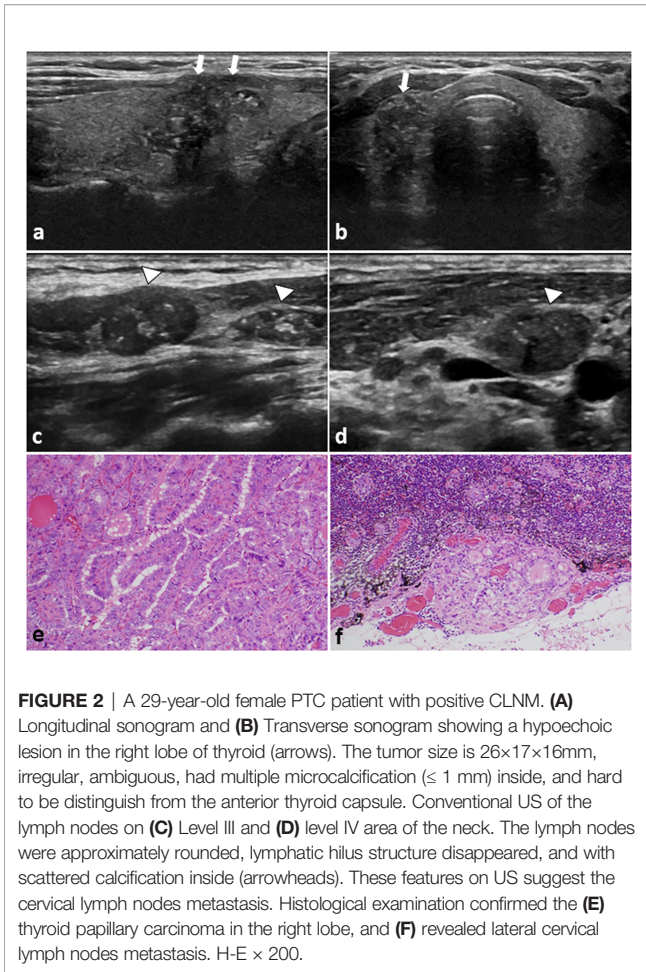 a
b
c
d
e
f
FIGURE 2 | A 29-year-old female PTC patient with positive CLNM. (A)
Longitudinal sonogram and (B) Transverse sonogram showing a hypoechoic
lesion in the right lobe of thyroid (arrows). The tumor size is 26×17×16mm,
irregular, ambiguous, had multiple microcalcification (≤ 1 mm) inside, and hard
to be distinguish from the anterior thyroid capsule. Conventional US of the
lymph nodes on (C) Level III and (D) level IV area of the neck. The lymph nodes
were approximately rounded, lymphatic hilus structure disappeared, and with
scattered calcification inside (arrowheads). These features on US suggest the
cervical lymph nodes metastasis. Histological examination confirmed the (E)
thyroid papillary carcinoma in the right lobe, and (F) revealed lateral cervical
lymph nodes metastasis. H-E × 200.